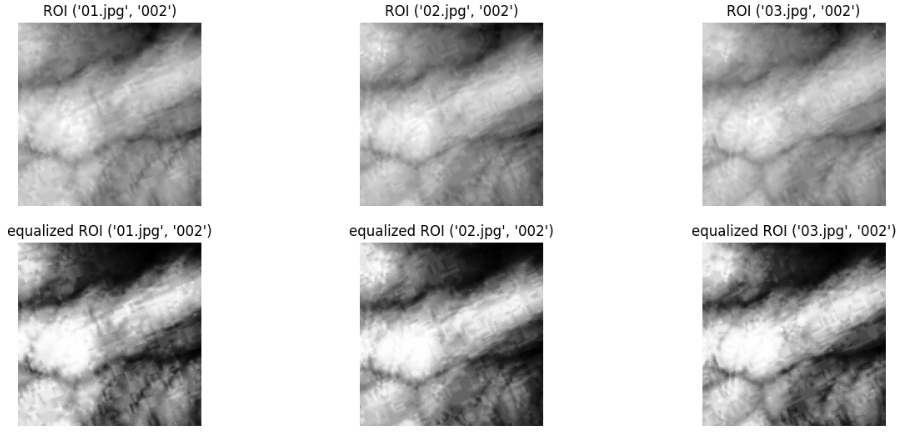 ROI ('01.jpg', '002')
ROI ('02.jpg', '002')
ROI ('03.jpg', '002')
equalized ROI ('01.jpg', '002')
equalized ROI ('02.jpg', '002')
equalized ROI ('03.jpg', '002')